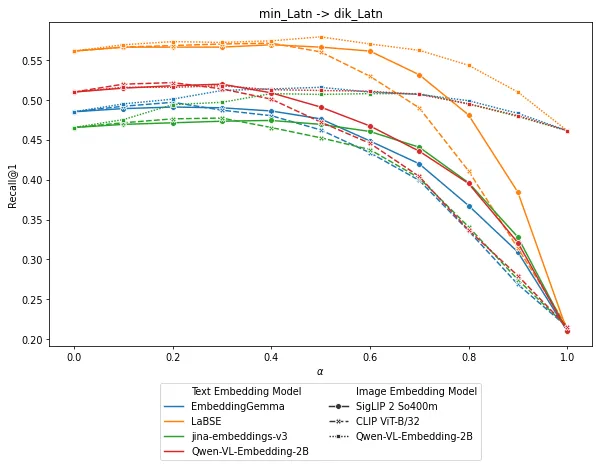 min_Latn -> dik_Latn
Recall@1
0.55
0.50
0.45
0.40
0.35
0.30
0.25
0.20
0.0 0.2 0.4 0.6 0.8 1.0
α
Text Embedding Model Image Embedding Model
EmbeddingGemma SigLIP 2 So400m
LaBSE CLIP ViT-B/32
jina-embeddings-v3 Qwen-VL-Embedding-2B
Qwen-VL-Embedding-2B